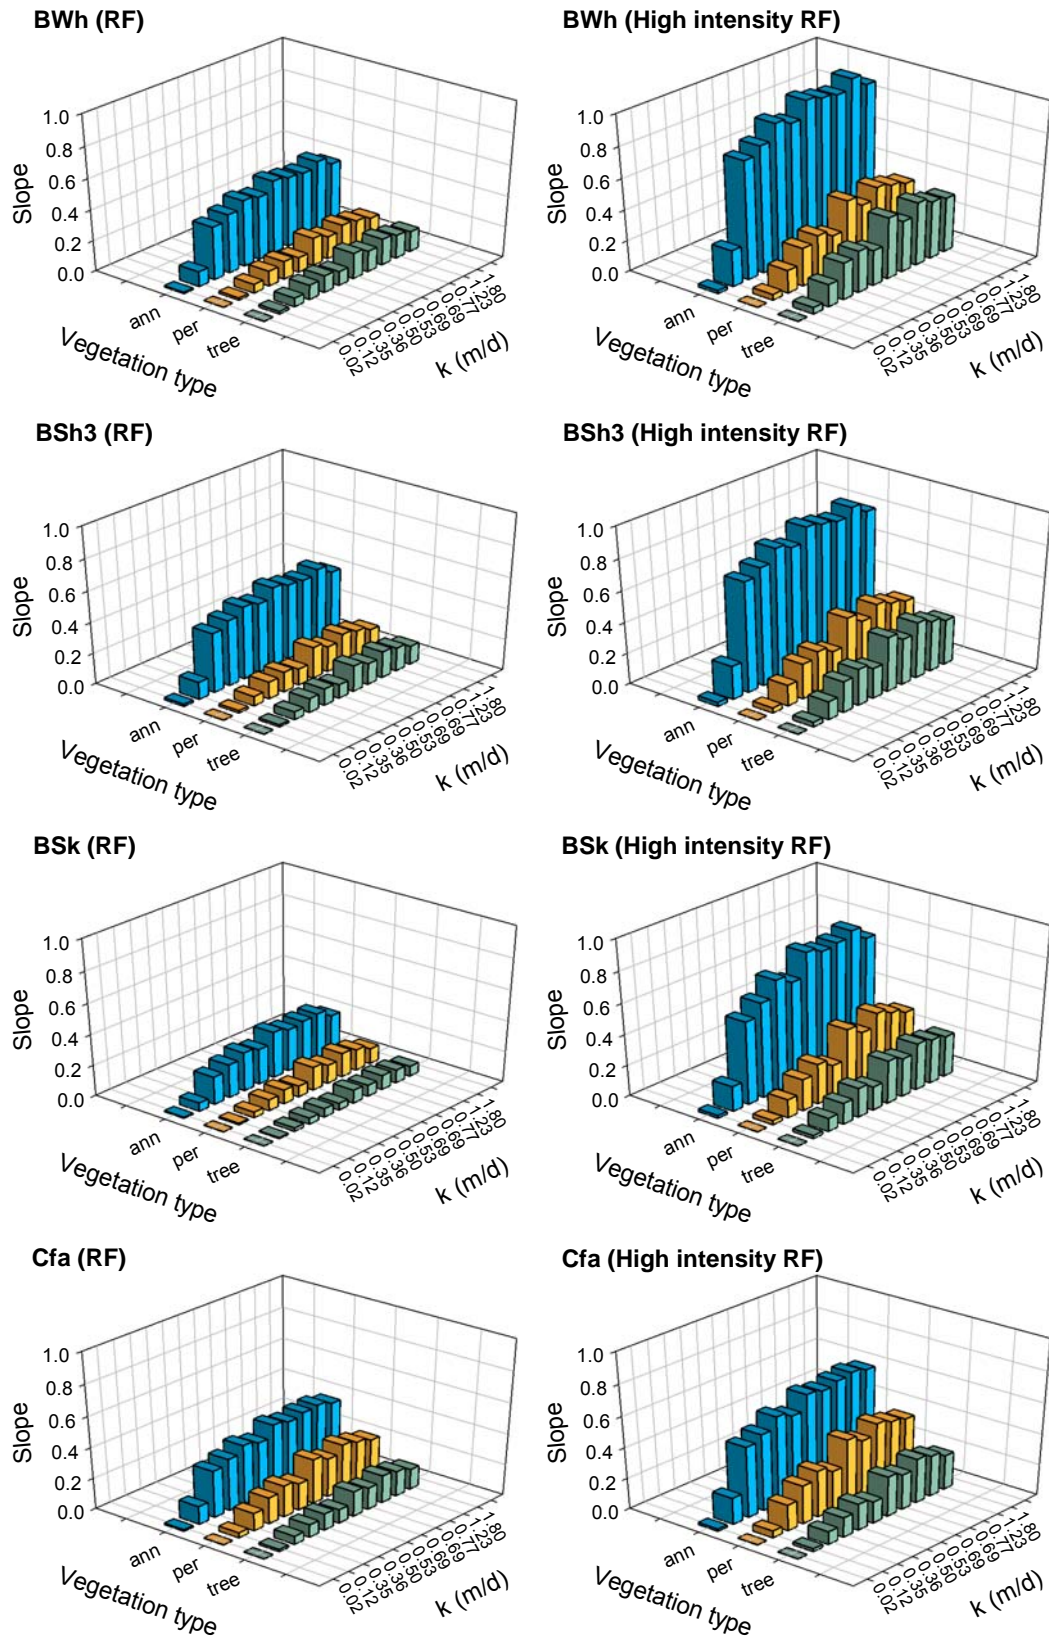 BWh (RF)
1.0
0.8
0.6
0.4
0.2
0.0
Slope
ann
per
tree
Vegetation type
0.02
0.12
0.35
0.36
0.50
0.53
0.69
0.77
1.23
1.80
k (m/d)
BWh (High intensity RF)
1.0
0.8
0.6
0.4
0.2
0.0
Slope
ann
per
tree
Vegetation type
0.02
0.12
0.35
0.36
0.50
0.53
0.69
0.77
1.23
1.80
k (m/d)
BSh3 (RF)
1.0
0.8
0.6
0.4
0.2
0.0
Slope
ann
per
tree
Vegetation type
0.02
0.12
0.35
0.36
0.50
0.53
0.69
0.77
1.23
1.80
k (m/d)
BSh3 (High intensity RF)
1.0
0.8
0.6
0.4
0.2
0.0
Slope
ann
per
tree
Vegetation type
0.02
0.12
0.35
0.36
0.50
0.53
0.69
0.77
1.23
1.80
k (m/d)
BSk (RF)
1.0
0.8
0.6
0.4
0.2
0.0
Slope
ann
per
tree
Vegetation type
0.02
0.12
0.35
0.36
0.50
0.53
0.69
0.77
1.23
1.80
k (m/d)
BSk (High intensity RF)
1.0
0.8
0.6
0.4
0.2
0.0
Slope
ann
per
tree
Vegetation type
0.02
0.12
0.35
0.36
0.50
0.53
0.69
0.77
1.23
1.80
k (m/d)
Cfa (RF)
1.0
0.8
0.6
0.4
0.2
0.0
Slope
ann
per
tree
Vegetation type
0.02
0.12
0.35
0.36
0.50
0.53
0.69
0.77
1.23
1.80
k (m/d)
Cfa (High intensity RF)
1.0
0.8
0.6
0.4
0.2
0.0
Slope
ann
per
tree
Vegetation type
0.02
0.12
0.35
0.36
0.50
0.53
0.69
0.77
1.23
1.80
k (m/d)